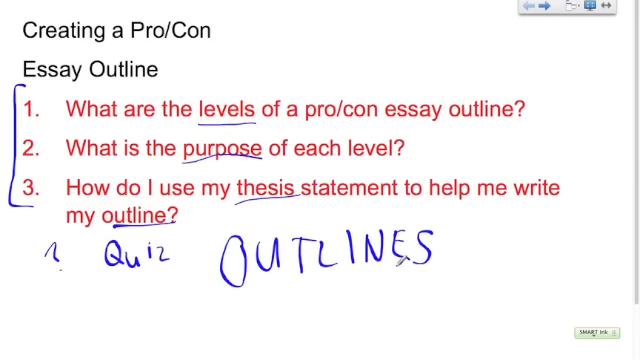 Creating a Pro/Con
Essay Outline
1. What are the levels of a pro/con essay outline?
2. What is the purpose of each level?
3. How do I use my thesis statement to help me write
my outline?
? Quiz OUTLINES
SMART Ink